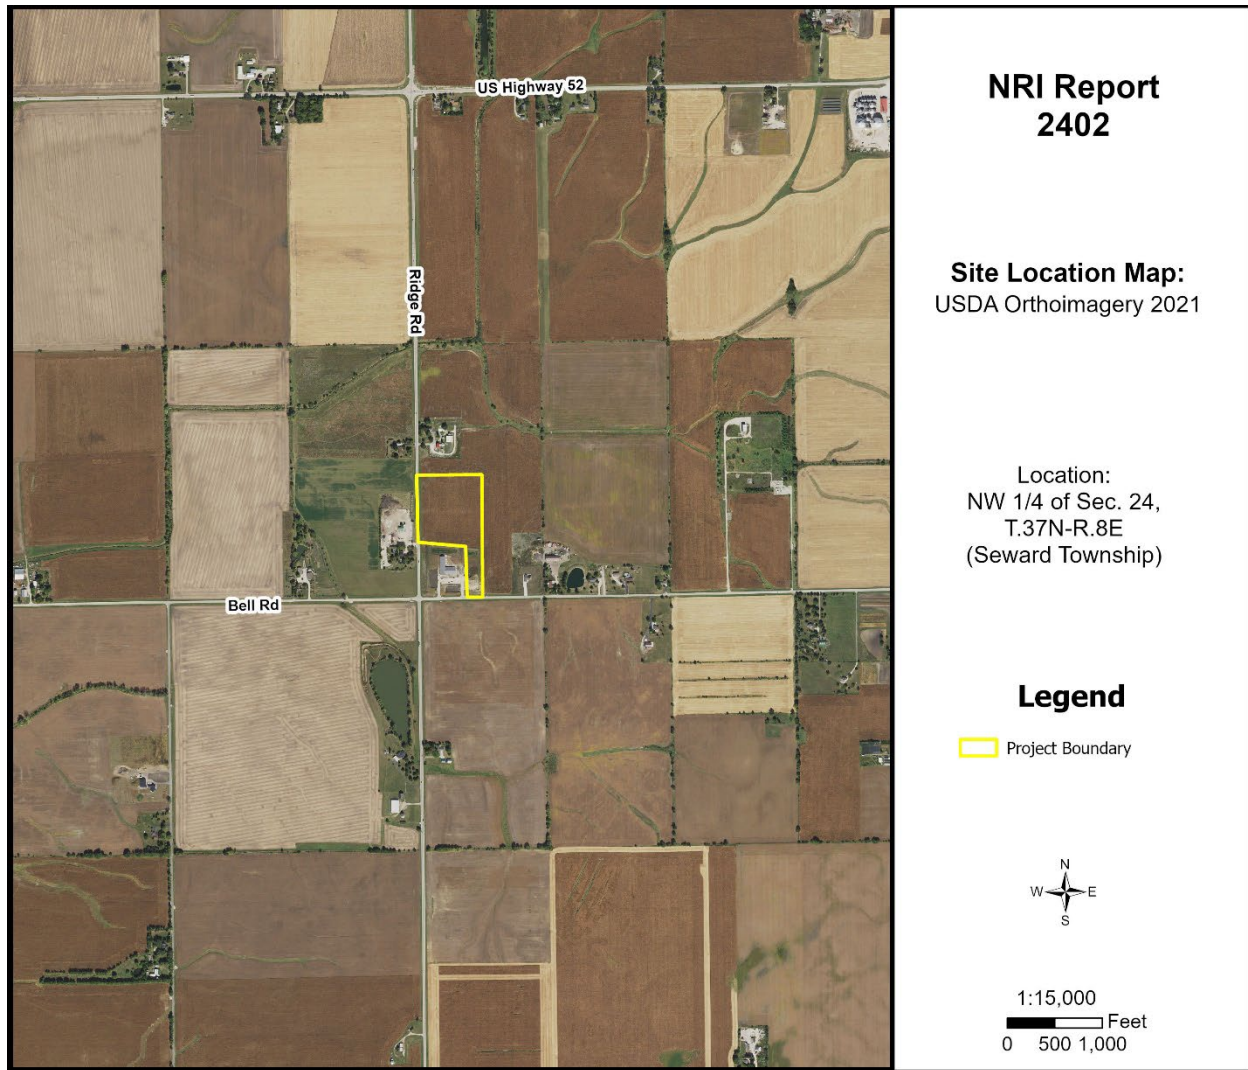 US Highway 52
Ridge Rd
Bell Rd
NRI Report
2402
Site Location Map:
USDA Orthoimagery 2021
Location:
NW 1/4 of Sec. 24,
T.37N-R.8E
(Seward Township)
Legend
Project Boundary
N
W E
S
1:15,000
Feet
0 500 1,000